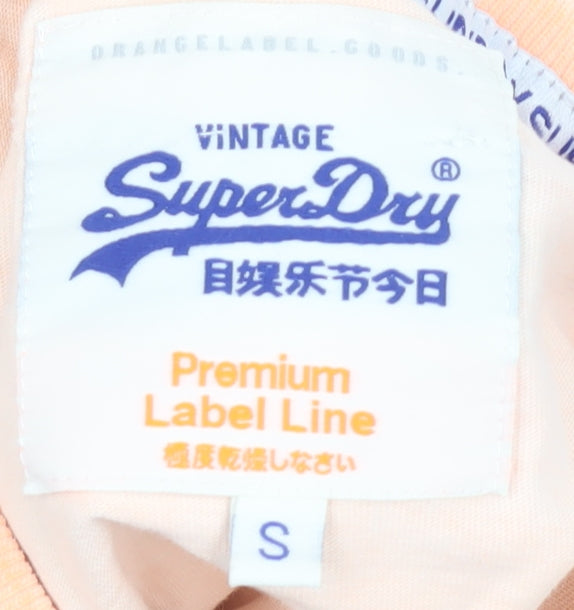 ORANGELABEL.GOODS.
ViNTAGE
SuperDry®
目娱乐节今日
Premium
Label Line
極度乾燥しなさい
S